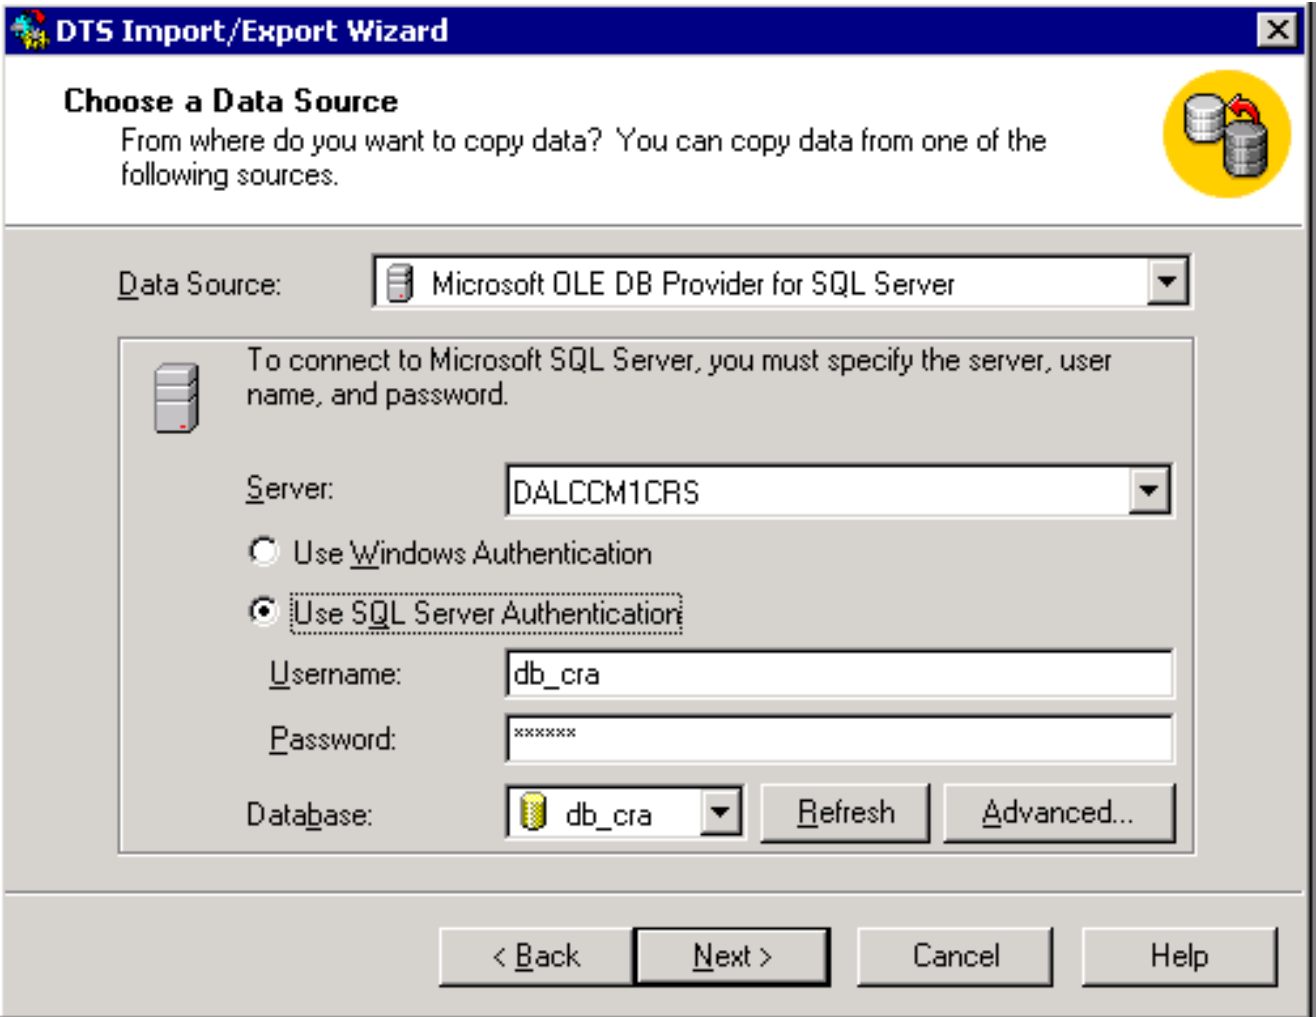 DTS Import/Export Wizard
Choose a Data Source
From where do you want to copy data? You can copy data from one of the
following sources.
Data Source: Microsoft OLE DB Provider for SQL Server
To connect to Microsoft SQL Server, you must specify the server, user
name, and password.
Server: DALCCM1CRS
Use Windows Authentication
Use SQL Server Authentication
Username: db_cra
Password: xxxxxx
Database: db_cra Refresh Advanced...
< Back Next > Cancel Help